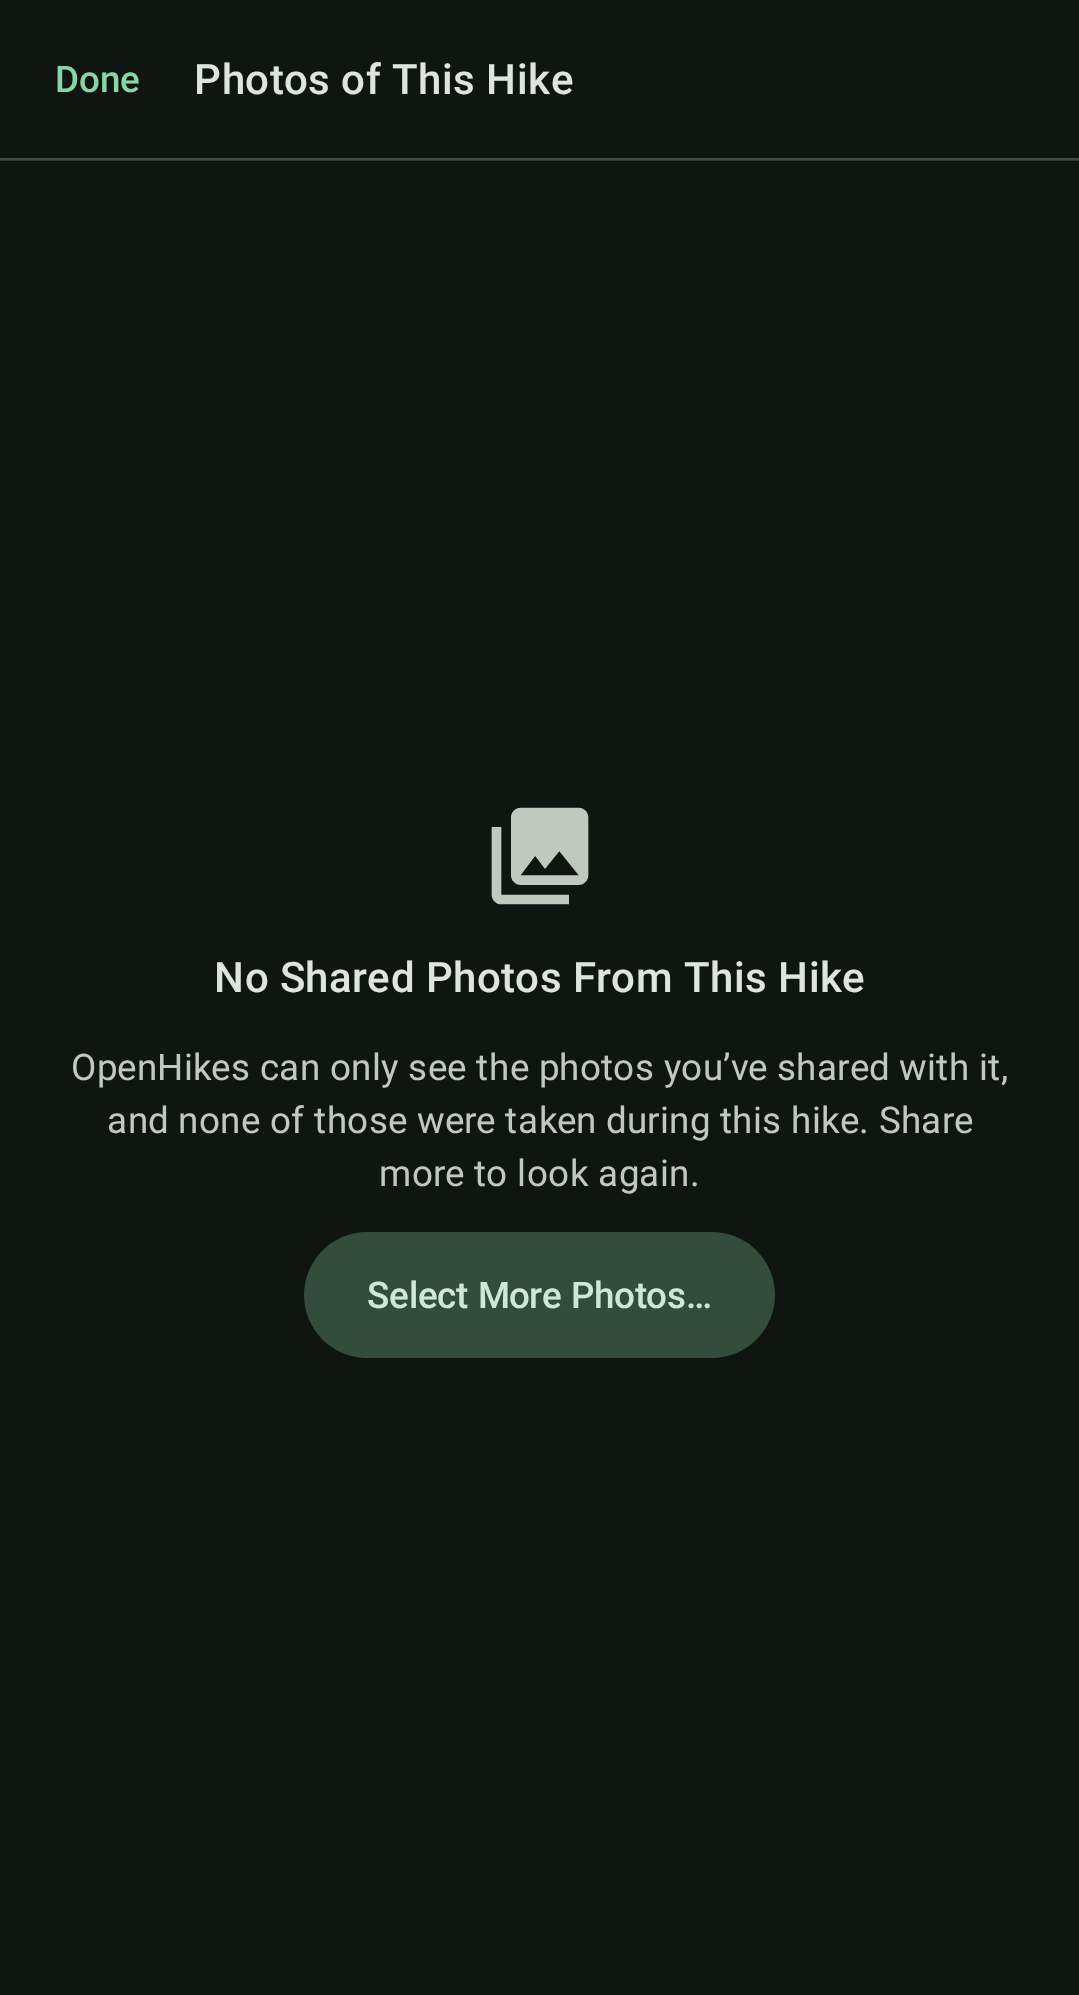 Done
Photos of This Hike
No Shared Photos From This Hike
OpenHikes can only see the photos you’ve shared with it,
and none of those were taken during this hike. Share
more to look again.
Select More Photos…